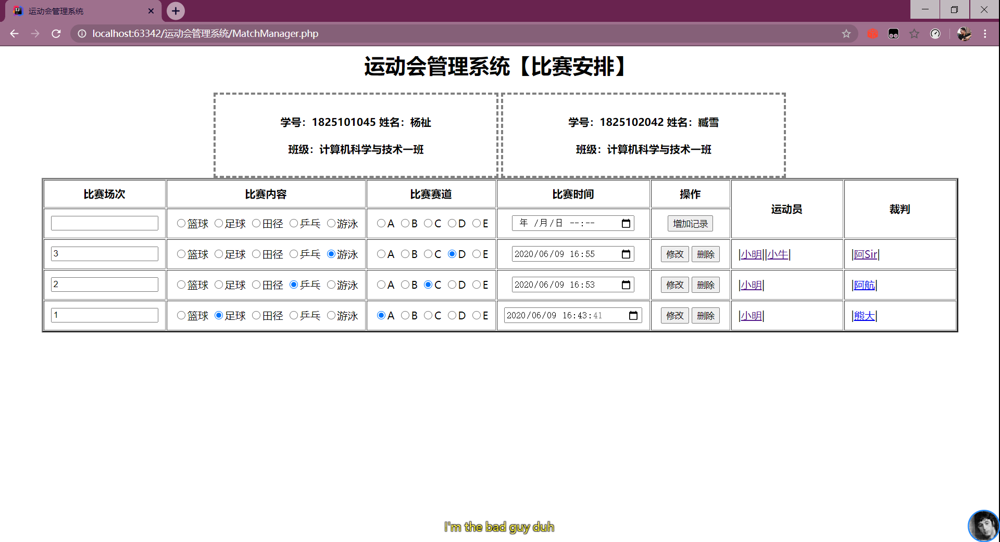 运动会管理系统
localhost:63342/运动会管理系统/MatchManager.php
运动会管理系统【比赛安排】
学号：1825101045 姓名：杨祉
班级：计算机科学与技术一班
学号：1825102042 姓名：臧雪
班级：计算机科学与技术一班
比赛场次 比赛内容 比赛赛道 比赛时间 操作 运动员 裁判
篮球 足球 田径 乒乓 游泳 A B C D E 年 /月/日 --:-- 增加记录
3 篮球 足球 田径 乒乓 游泳 A B C D E 2020/06/09 16:55 修改 删除 |小明||小牛| |阿Sir|
2 篮球 足球 田径 乒乓 游泳 A B C D E 2020/06/09 16:53 修改 删除 |小明| |阿航|
1 篮球 足球 田径 乒乓 游泳 A B C D E 2020/06/09 16:43:41 修改 删除 |小明| |熊大|
I'm the bad guy duh